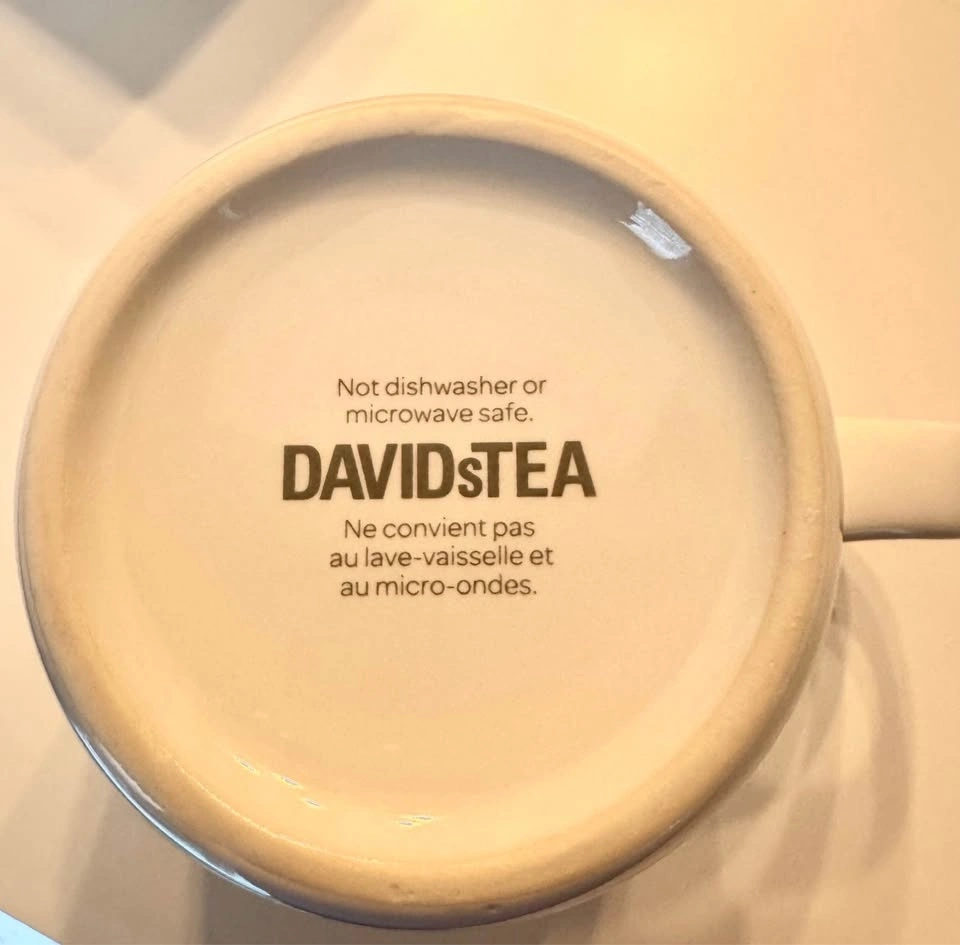 Not dishwasher or
microwave safe.
DAVIDsTEA
Ne convient pas
au lave-vaisselle et
au micro-ondes.